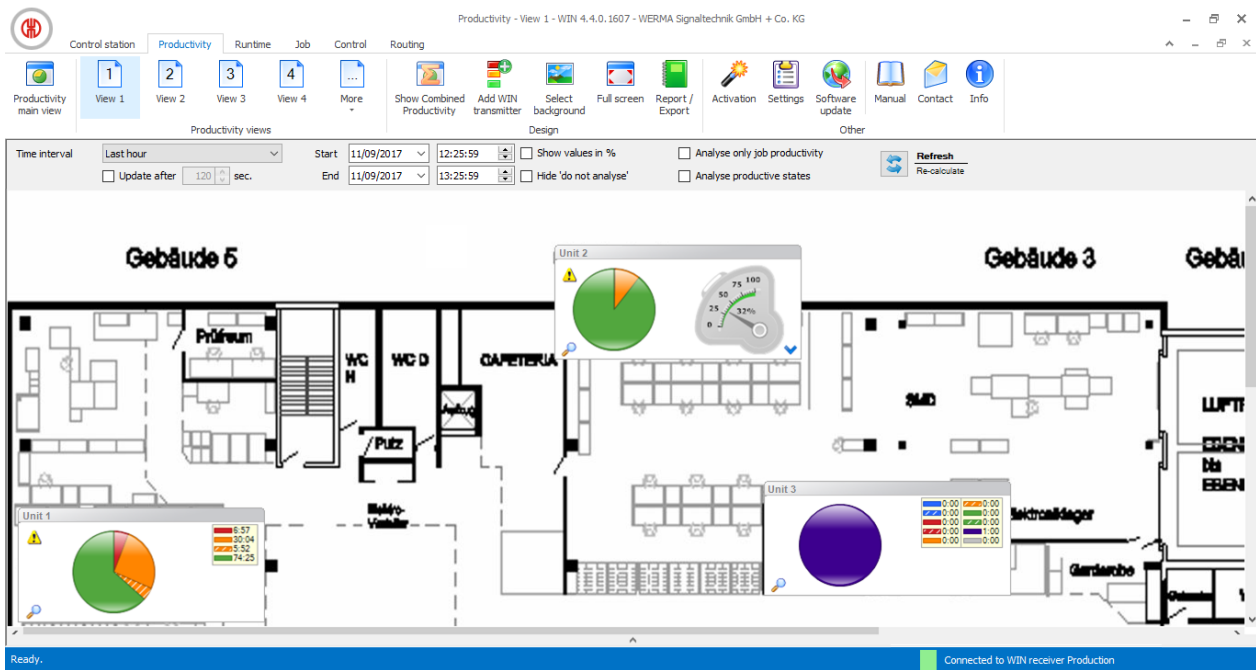 Productivity - View 1 - WIN 4.4.0.1607 - WERMA Signaltechnik GmbH + Co. KG
Control station Productivity Runtime Job Control Routing
Productivity main view
View 1
View 2
View 3
View 4
More
Show Combined Productivity
Add WIN transmitter
Select background
Full screen
Report / Export
Activation
Settings
Software update
Manual
Contact
Info
Productivity views
Design
Other
Time interval Last hour Start 11/09/2017 12:25:59 Show values in % Analyse only job productivity Refresh
Update after 120 sec. End 11/09/2017 13:25:59 Hide 'do not analyse' Analyse productive states Re-calculate
Gebäude 5
Gebäude 3
Unit 2
0 25 50 75 100
32%
Prüfraum
WC H
WC D
CAFETERIA
Aufzug
Putz
SMD
Unit 1
6:57
30:04
5:52
74:25
Unit 3
0:00 0:00
0:00 0:00
0:00 0:00
0:00 1:00
0:00 0:00
Garderobe
bis
Ready.
Connected to WIN receiver Production